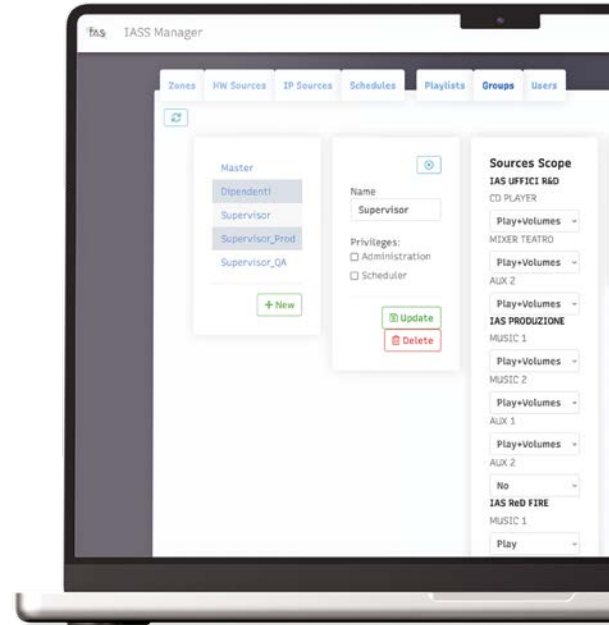 fas IASS Manager
Zones HW Sources IP Sources Schedules Playlists Groups Users
Master
Dipendenti
Supervisor
Supervisor_Prod
Supervisor_QA
+ New
Name
Supervisor
Privileges:
Administration
Scheduler
Update
Delete
Sources Scope
IAS UFFICI R&D
CD PLAYER
Play+Volumes
MIXER TEATRO
Play+Volumes
AUX 2
Play+Volumes
IAS PRODUZIONE
MUSIC 1
Play+Volumes
MUSIC 2
Play+Volumes
AUX 1
Play+Volumes
AUX 2
No
IAS ReD FIRE
MUSIC 1
Play